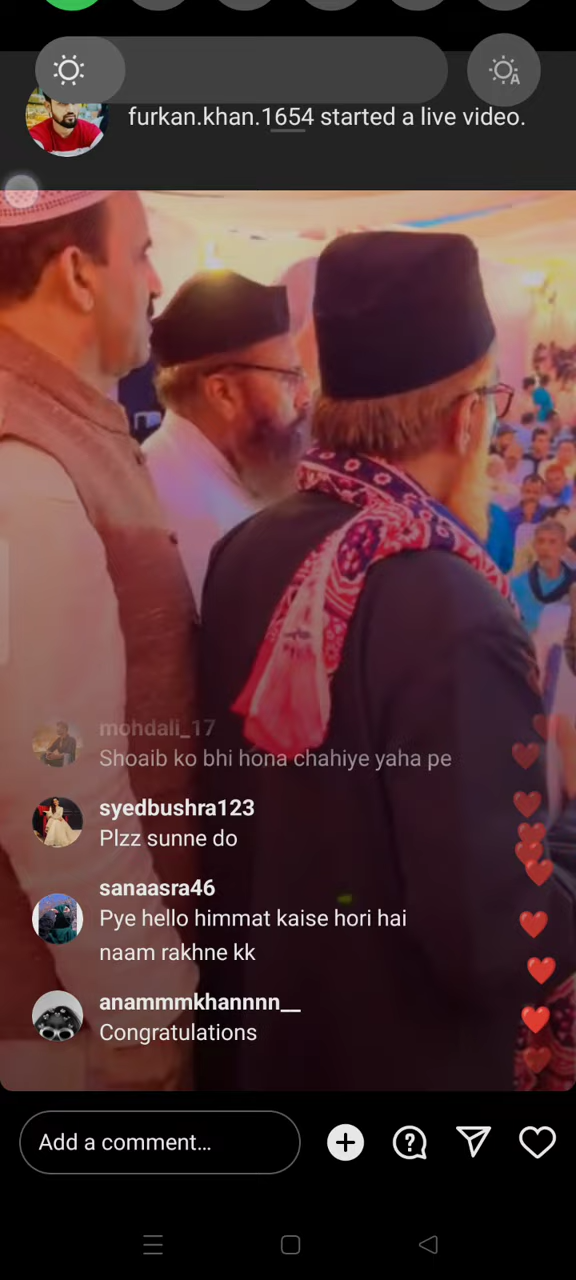 furkan.khan.1654 started a live video.
mohdali_17
Shoaib ko bhi hona chahiye yaha pe
syedbushra123
Plzz sunne do
sanaasra46
Pye hello himmat kaise hori hai
naam rakhne kk
anammmkhannnn__
Congratulations
Add a comment...